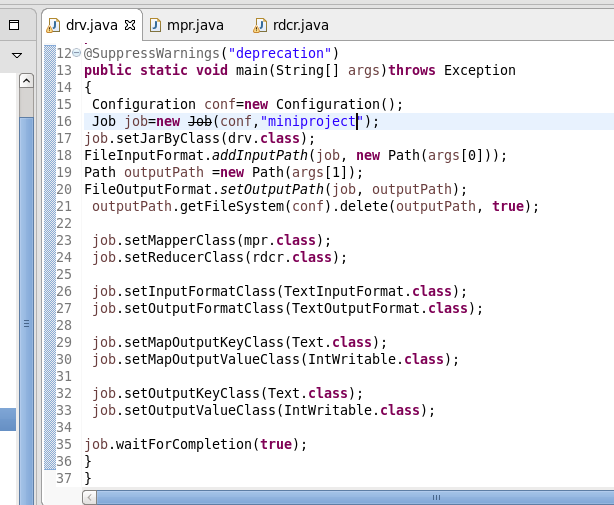 drv.java mpr.java rdcr.java
12 @SuppressWarnings("deprecation")
13 public static void main(String[] args)throws Exception
14 {
15 Configuration conf=new Configuration();
16 Job job=new Job(conf,"miniproject");
17 job.setJarByClass(drv.class);
18 FileInputFormat.addInputPath(job, new Path(args[0]));
19 Path outputPath =new Path(args[1]);
20 FileOutputFormat.setOutputPath(job, outputPath);
21 outputPath.getFileSystem(conf).delete(outputPath, true);
22
23 job.setMapperClass(mpr.class);
24 job.setReducerClass(rdcr.class);
25
26 job.setInputFormatClass(TextInputFormat.class);
27 job.setOutputFormatClass(TextOutputFormat.class);
28
29 job.setMapOutputKeyClass(Text.class);
30 job.setMapOutputValueClass(IntWritable.class);
31
32 job.setOutputKeyClass(Text.class);
33 job.setOutputValueClass(IntWritable.class);
34
35 job.waitForCompletion(true);
36 }
37 }